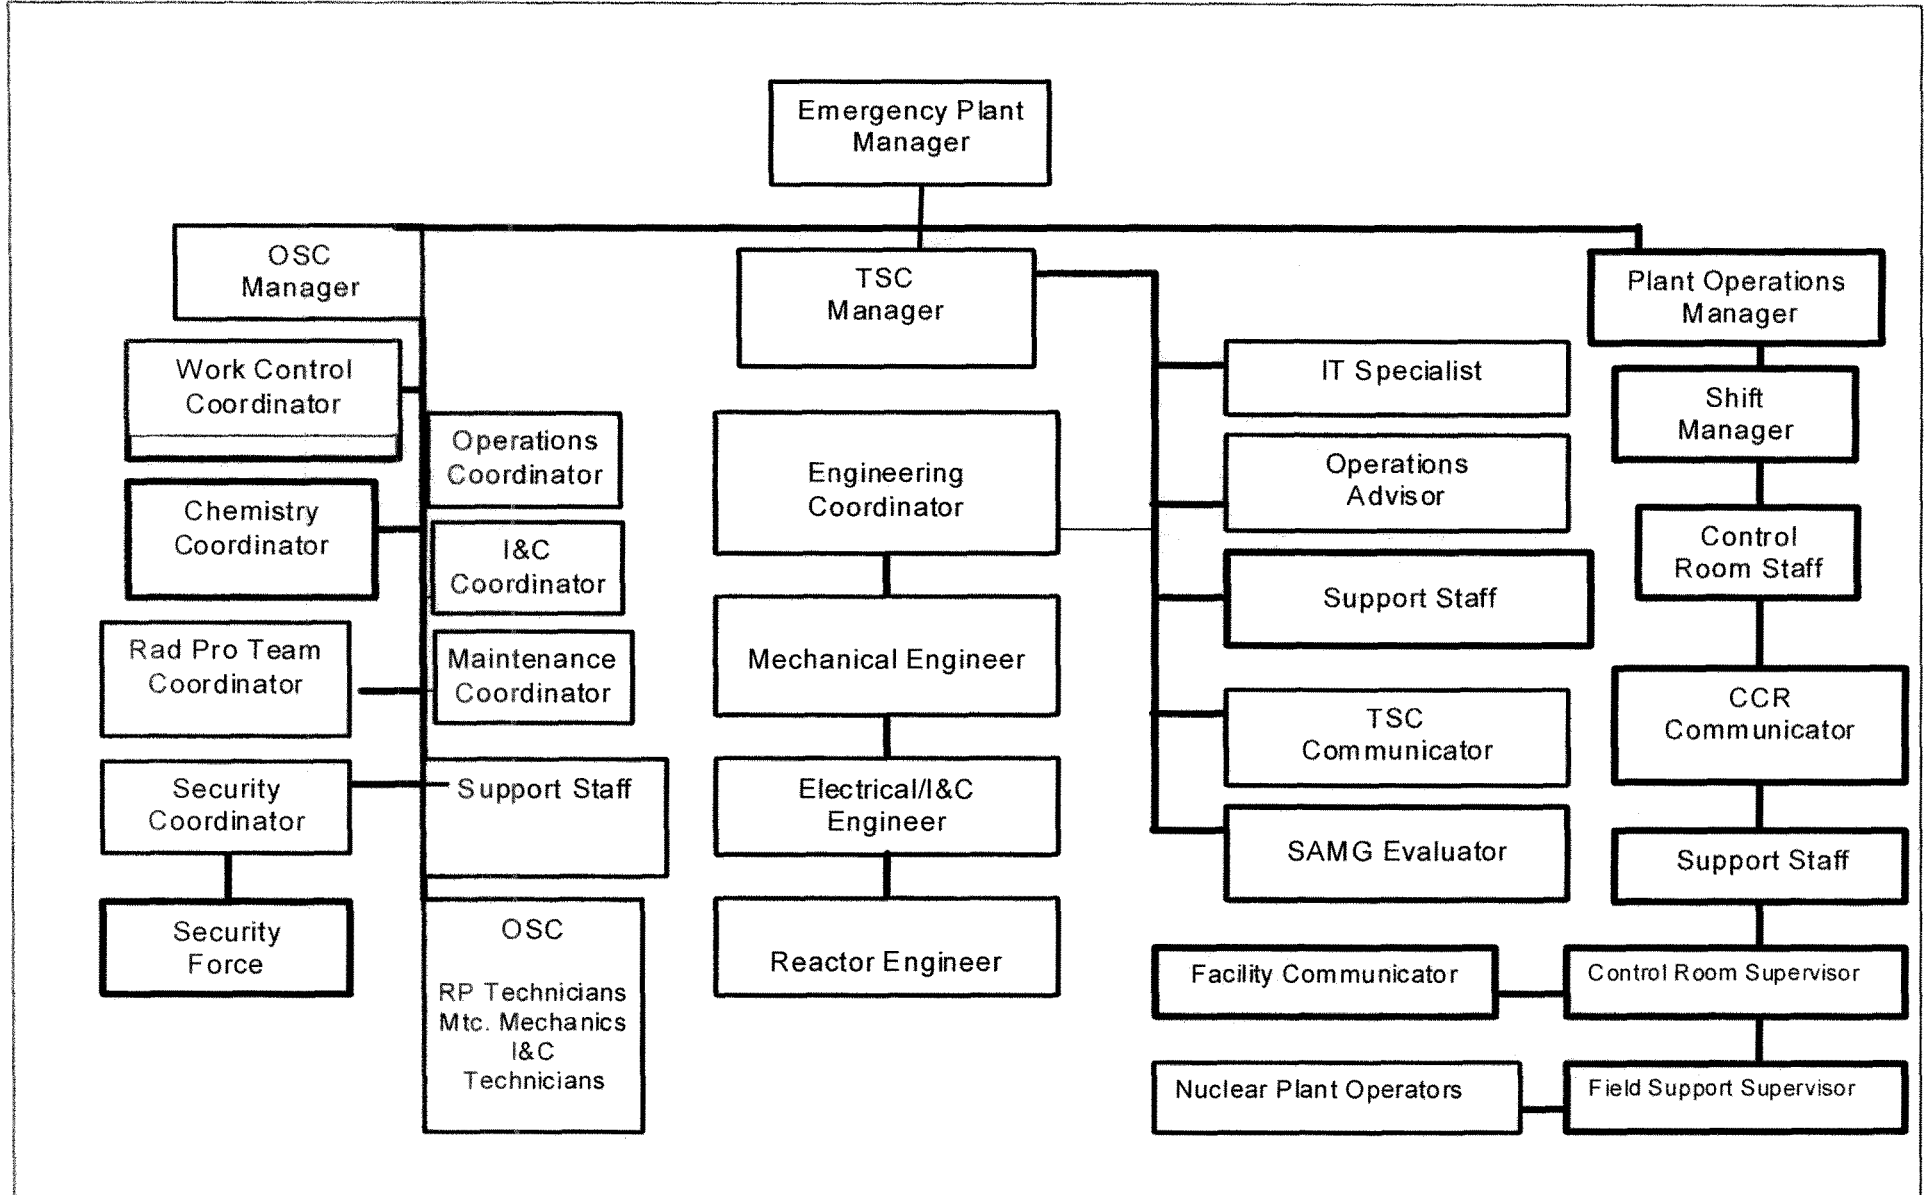 Emergency Plant
Manager
OSC
Manager
Work Control
Coordinator
Chemistry
Coordinator
Rad Pro Team
Coordinator
Security
Coordinator
Security
Force
Operations
Coordinator
I&C
Coordinator
Maintenance
Coordinator
Support Staff
OSC
RP Technicians
Mtc. Mechanics
I&C
Technicians
TSC
Manager
Engineering
Coordinator
Mechanical Engineer
Electrical/I&C
Engineer
Reactor Engineer
IT Specialist
Operations
Advisor
Support Staff
TSC
Communicator
SAMG Evaluator
Plant Operations
Manager
Shift
Manager
Control
Room Staff
CCR
Communicator
Support Staff
Facility Communicator
Control Room Supervisor
Nuclear Plant Operators
Field Support Supervisor